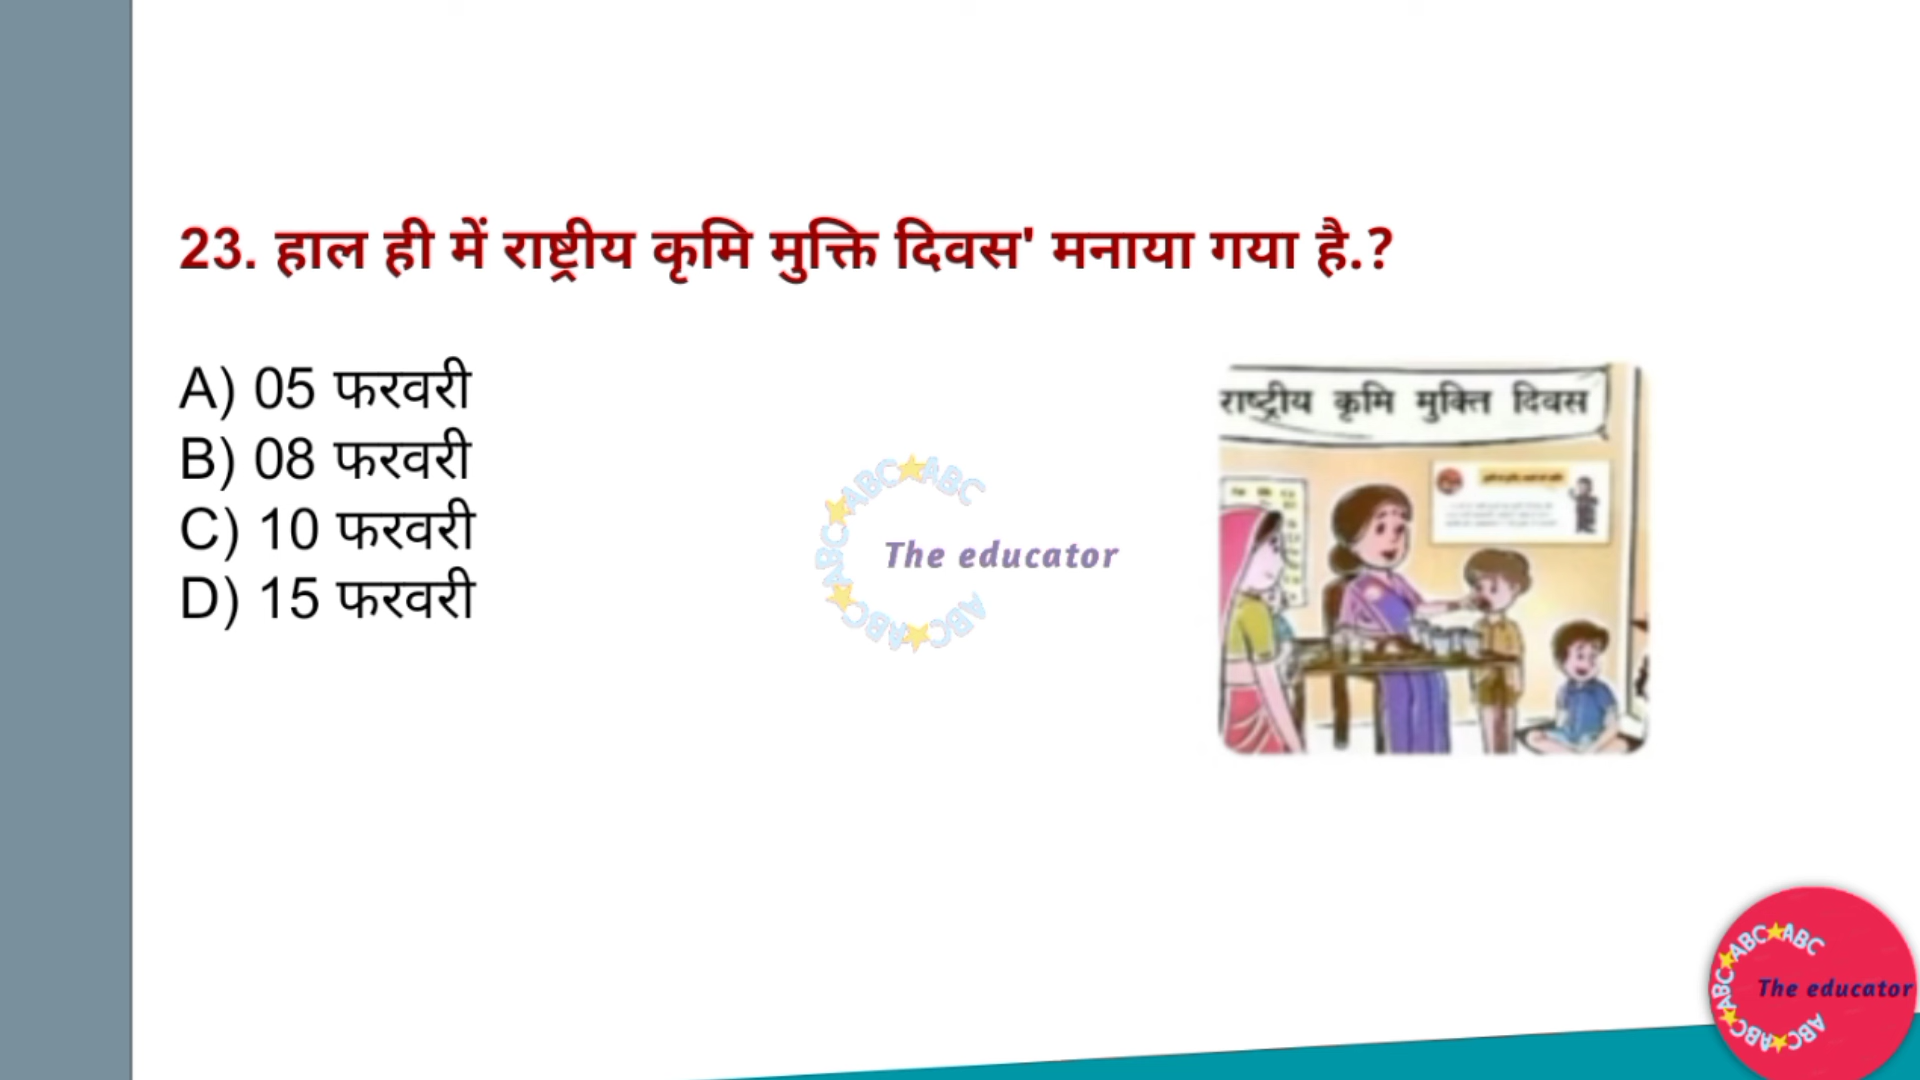 23. हाल ही में राष्ट्रीय कृमि मुक्ति दिवस' मनाया गया है.?
A) 05 फरवरी
B) 08 फरवरी
C) 10 फरवरी
D) 15 फरवरी
राष्ट्रीय कृमि मुक्ति दिवस
ABC ABC ABC ABC ABC
The educator
ABC ABC ABC ABC ABC
The educator